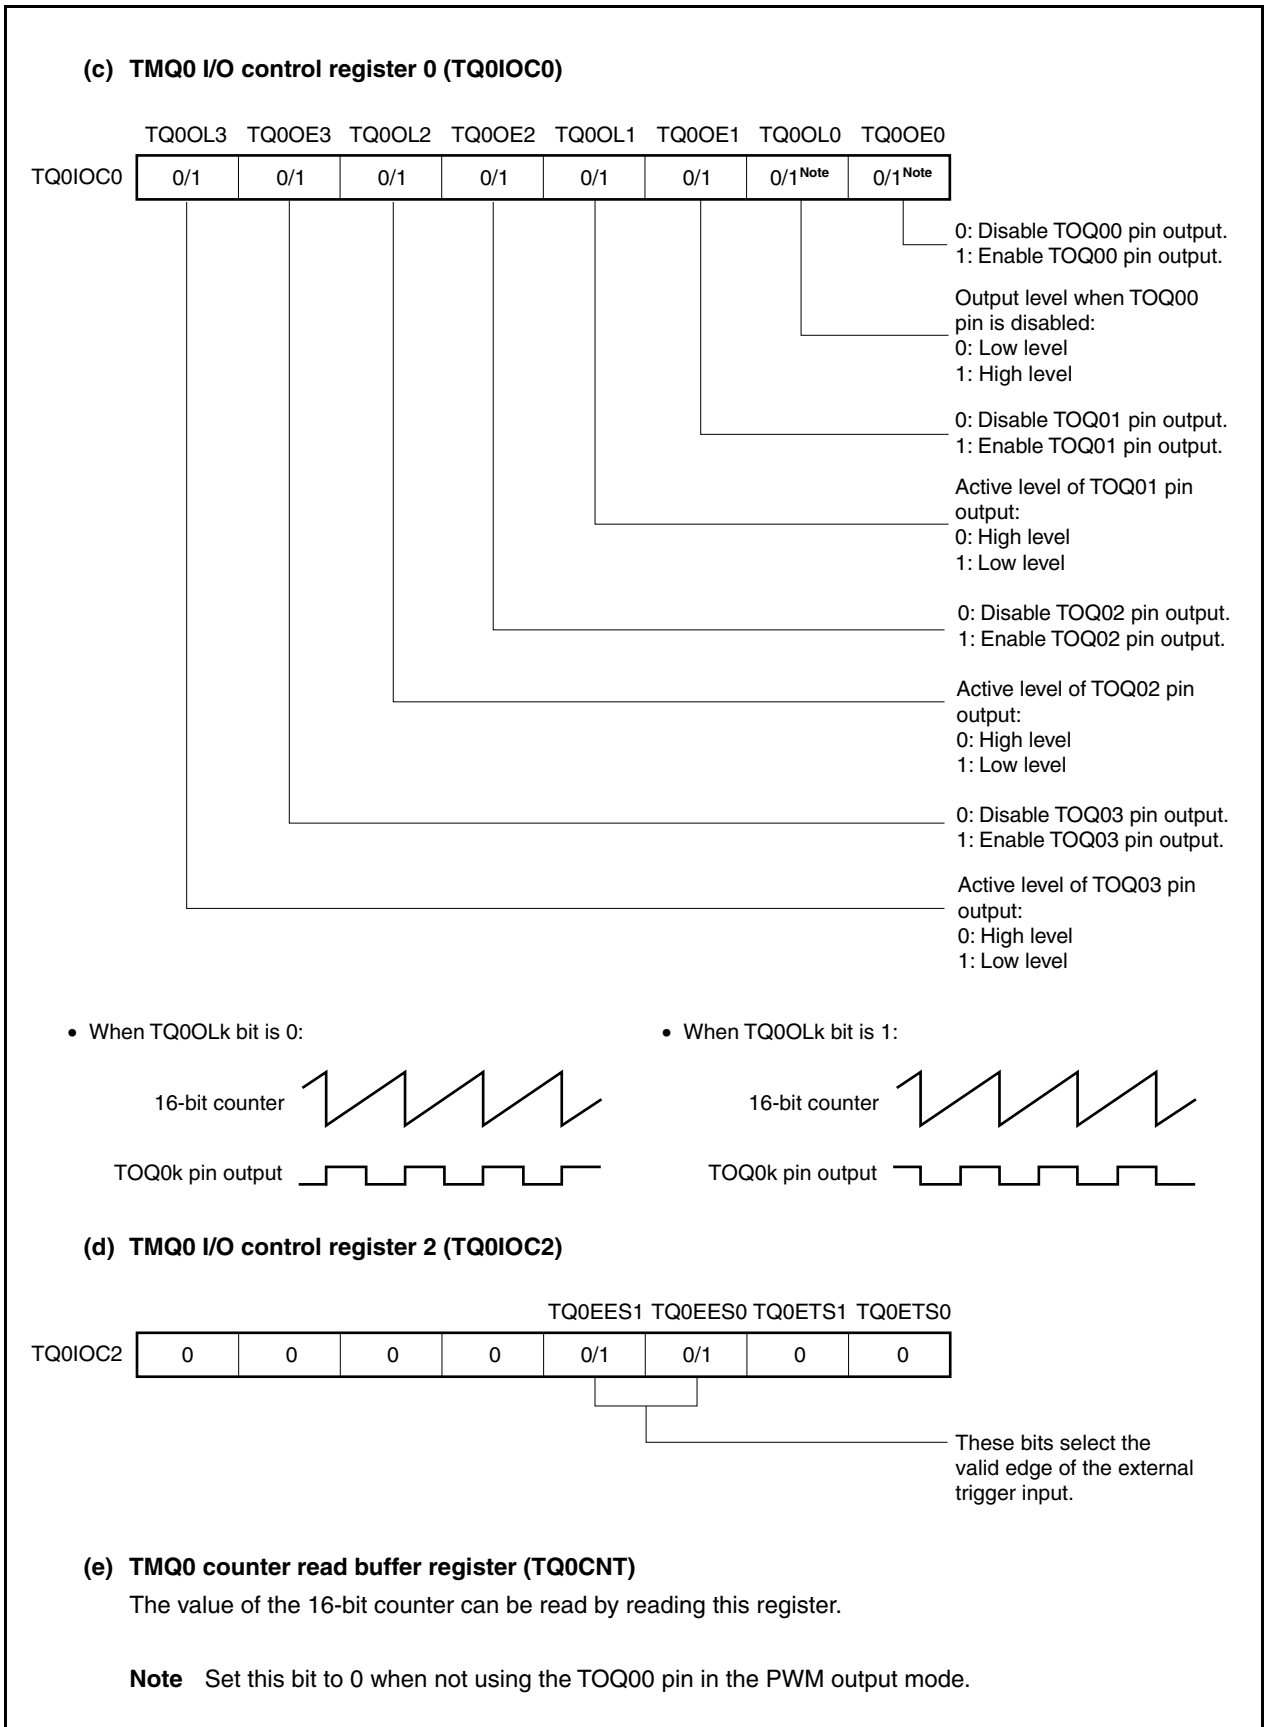 (c) TMQ0 I/O control register 0 (TQ0IOC0)
TQ0OL3 TQ0OE3 TQ0OL2 TQ0OE2 TQ0OL1 TQ0OE1 TQ0OL0 TQ0OE0
TQ0IOC0 0/1 0/1 0/1 0/1 0/1 0/1 0/1Note 0/1Note
0: Disable TOQ00 pin output.
1: Enable TOQ00 pin output.
Output level when TOQ00
pin is disabled:
0: Low level
1: High level
0: Disable TOQ01 pin output.
1: Enable TOQ01 pin output.
Active level of TOQ01 pin
output:
0: High level
1: Low level
0: Disable TOQ02 pin output.
1: Enable TOQ02 pin output.
Active level of TOQ02 pin
output:
0: High level
1: Low level
0: Disable TOQ03 pin output.
1: Enable TOQ03 pin output.
Active level of TOQ03 pin
output:
0: High level
1: Low level
• When TQ0OLk bit is 0:
16-bit counter
TOQ0k pin output
• When TQ0OLk bit is 1:
16-bit counter
TOQ0k pin output
(d) TMQ0 I/O control register 2 (TQ0IOC2)
TQ0EES1 TQ0EES0 TQ0ETS1 TQ0ETS0
TQ0IOC2 0 0 0 0 0/1 0/1 0 0
These bits select the
valid edge of the external
trigger input.
(e) TMQ0 counter read buffer register (TQ0CNT)
The value of the 16-bit counter can be read by reading this register.
Note Set this bit to 0 when not using the TOQ00 pin in the PWM output mode.